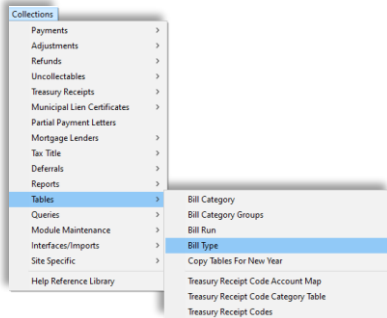 Collections
Payments
Adjustments
Refunds
Uncollectables
Treasury Receipts
Municipal Lien Certificates
Partial Payment Letters
Mortgage Lenders
Tax Title
Deferrals
Reports
Tables
Queries
Module Maintenance
Interfaces/Imports
Site Specific
Help Reference Library
Bill Category
Bill Category Groups
Bill Run
Bill Type
Copy Tables For New Year
Treasury Receipt Code Account Map
Treasury Receipt Code Category Table
Treasury Receipt Codes